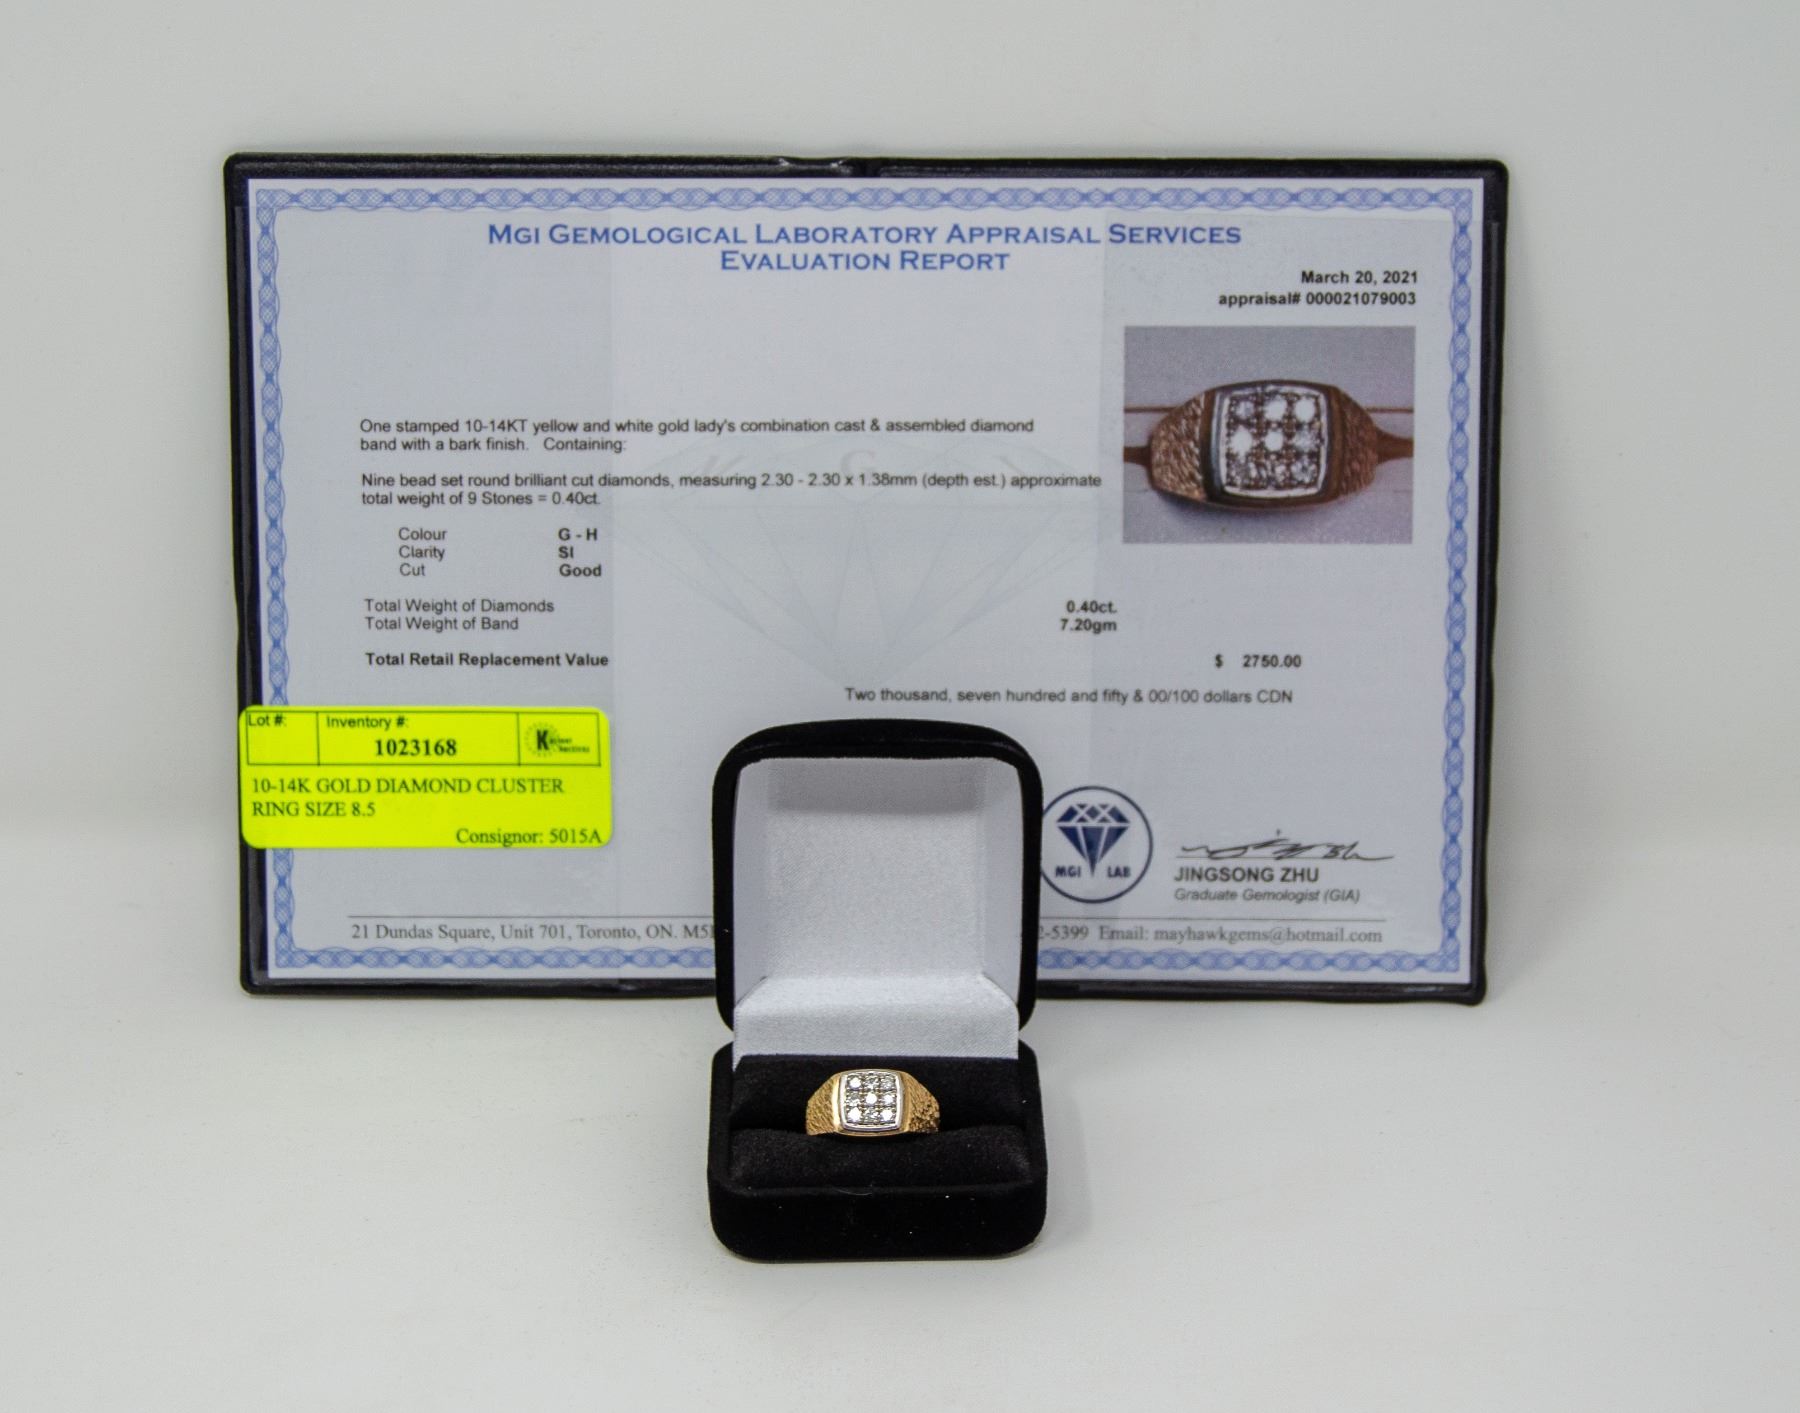 MGI GEMOLOGICAL LABORATORY APPRAISAL SERVICES
EVALUATION REPORT
March 20, 2021
appraisal# 000021079003
One stamped 10-14KT yellow and white gold lady's combination cast & assembled diamond
band with a bark finish. Containing:
Nine bead set round brilliant cut diamonds, measuring 2.30 - 2.30 x 1.38mm (depth est.) approximate
total weight of 9 Stones = 0.40ct.
Colour G - H
Clarity SI
Cut Good
Total Weight of Diamonds 0.40ct.
Total Weight of Band 7.20gm
Total Retail Replacement Value $ 2750.00
Two thousand, seven hundred and fifty & 00/100 dollars CDN
Lot #: Inventory #:
1023168
10-14K GOLD DIAMOND CLUSTER
RING SIZE 8.5
Consignor: 5015A
MGI LAB
JINGSONG ZHU
Graduate Gemologist (GIA)
21 Dundas Square, Unit 701, Toronto, ON. 2-5399 Email: mayhawkgems@hotmail.com